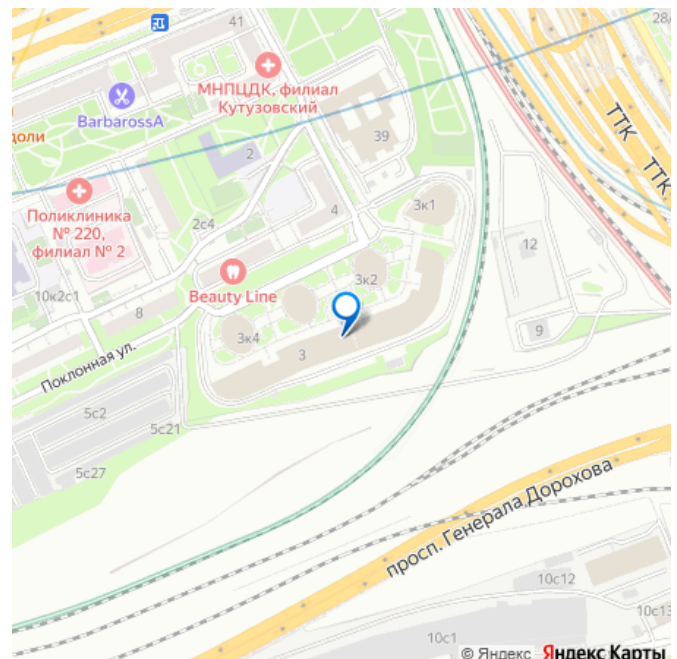 41
28/
МНПЦДК, филиал
Кутузовский
BarbarossA
доли
ТТК
ТТК
39
2
Поликлиника
№ 220,
филиал № 2
2с4
4
3к1
12
3к2
Beauty Line
10к2с1
8
9
3к4
3
Поклонная ул.
5с2
5с21
5с27
просп. Генерала Дорохова
10с12
10с13
10с1
© Яндекс Яндекс Карты